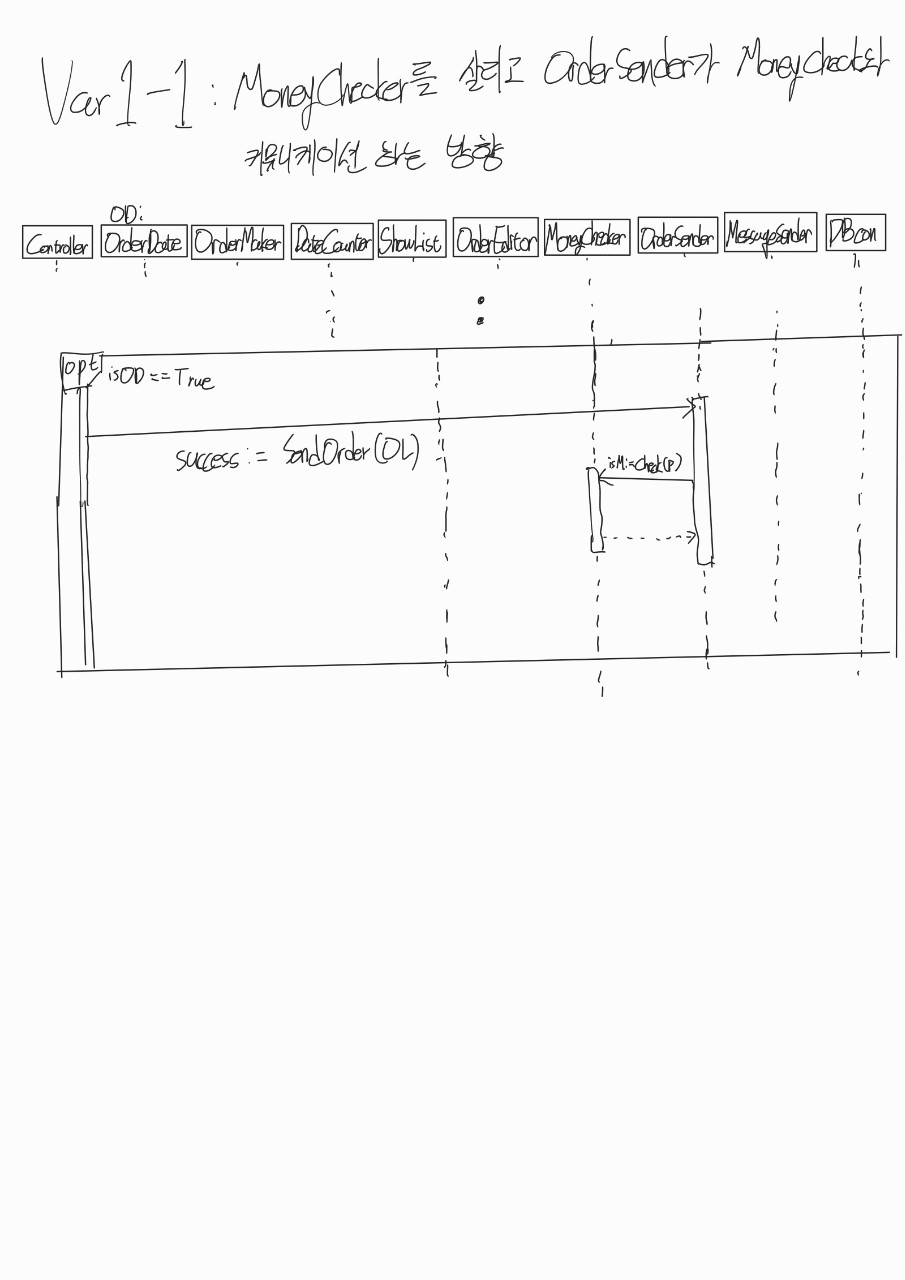 Var 1-1 : MoneyChecker를 살리고 OrderSender가 MoneyCheck와
커뮤니케이션 하는 방향
OD:
Controller OrderDate OrderMaker DateCounter ShowList OrderEditor MoneyChecker OrderSender MessageSender DBcon
opt
isOD == True
success := SendOrder(OL)
isM:=check(P)